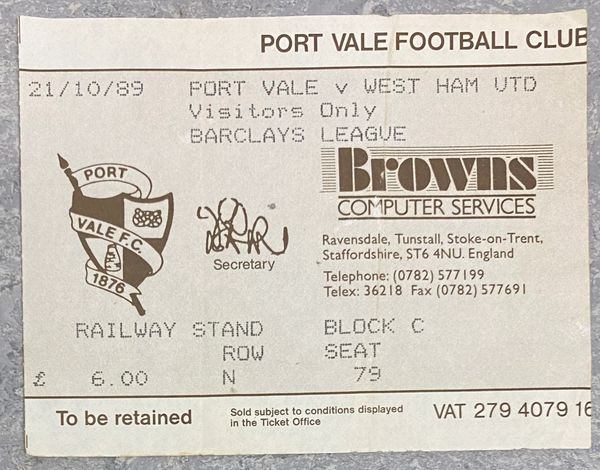 PORT VALE FOOTBALL CLUB
21/10/89 PORT VALE v WEST HAM UTD
Visitors Only
BARCLAYS LEAGUE
PORT
VALE F.C.
1876
Secretary
Browns
COMPUTER SERVICES
Ravensdale, Tunstall, Stoke-on-Trent,
Staffordshire, ST6 4NU. England
Telephone: (0782) 577199
Telex: 36218 Fax (0782) 577691
RAILWAY STAND BLOCK C
ROW SEAT
£ 6.00 N 79
To be retained
Sold subject to conditions displayed
in the Ticket Office
VAT 279 4079 16